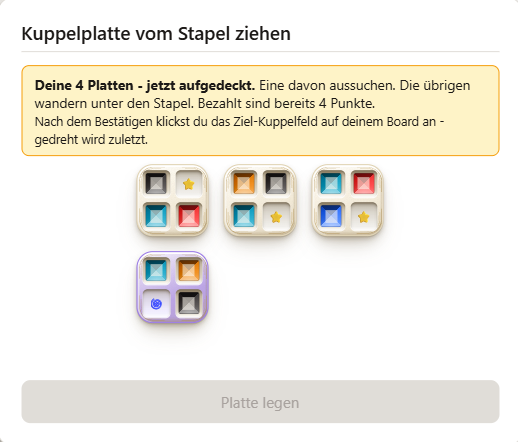 Kuppelplatte vom Stapel ziehen
Deine 4 Platten - jetzt aufgedeckt. Eine davon aussuchen. Die übrigen
wandern unter den Stapel. Bezahlt sind bereits 4 Punkte.
Nach dem Bestätigen klickst du das Ziel-Kuppelfeld auf deinem Board an -
gedreht wird zuletzt.
Platte legen